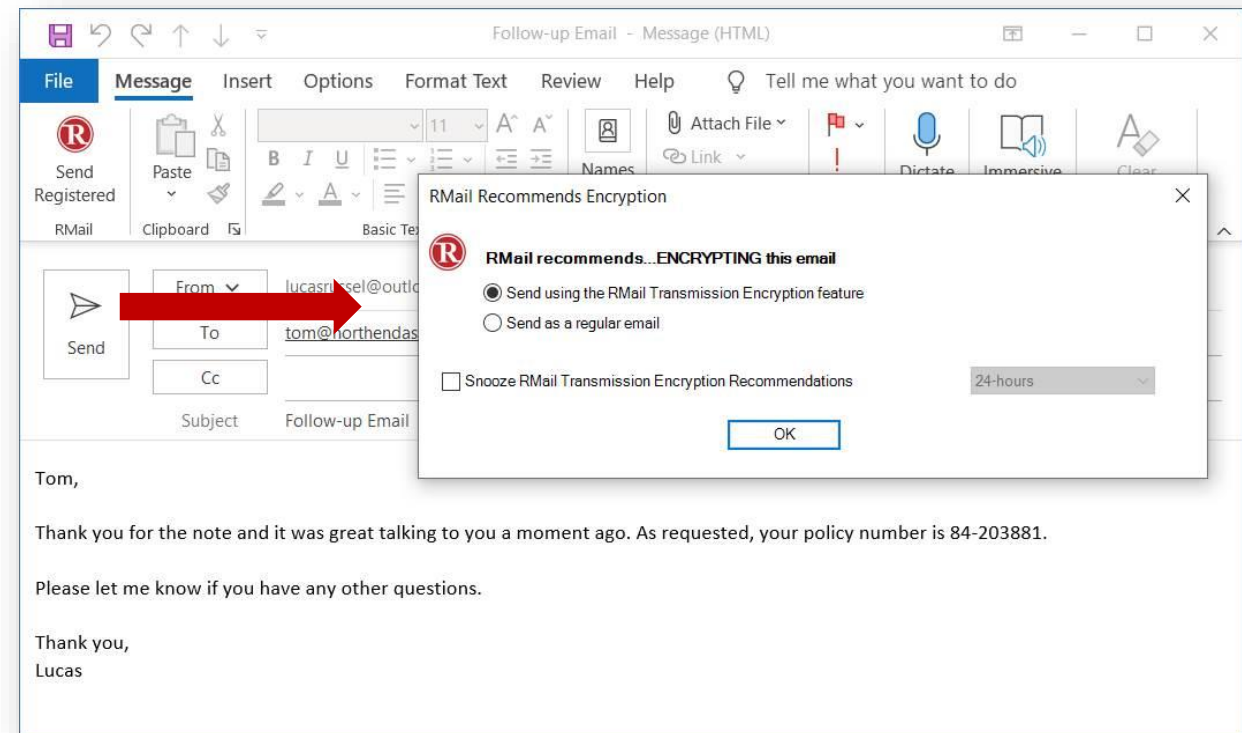 Follow-up Email - Message (HTML)
File Message Insert Options Format Text Review Help Tell me what you want to do
R
Send
Registered
RMail
Paste
Clipboard
11
A A
B I U
A
Basic
Names
Attach File
Link
!
Dictate
Immersive
Clear
RMail Recommends Encryption
R
RMail recommends...ENCRYPTING this email
Send using the RMail Transmission Encryption feature
Send as a regular email
Snooze RMail Transmission Encryption Recommendations
24-hours
OK
Send
From
To
tom@northendas
Cc
Subject
Follow-up Email
Tom,
Thank you for the note and it was great talking to you a moment ago. As requested, your policy number is 84-203881.
Please let me know if you have any other questions.
Thank you,
Lucas